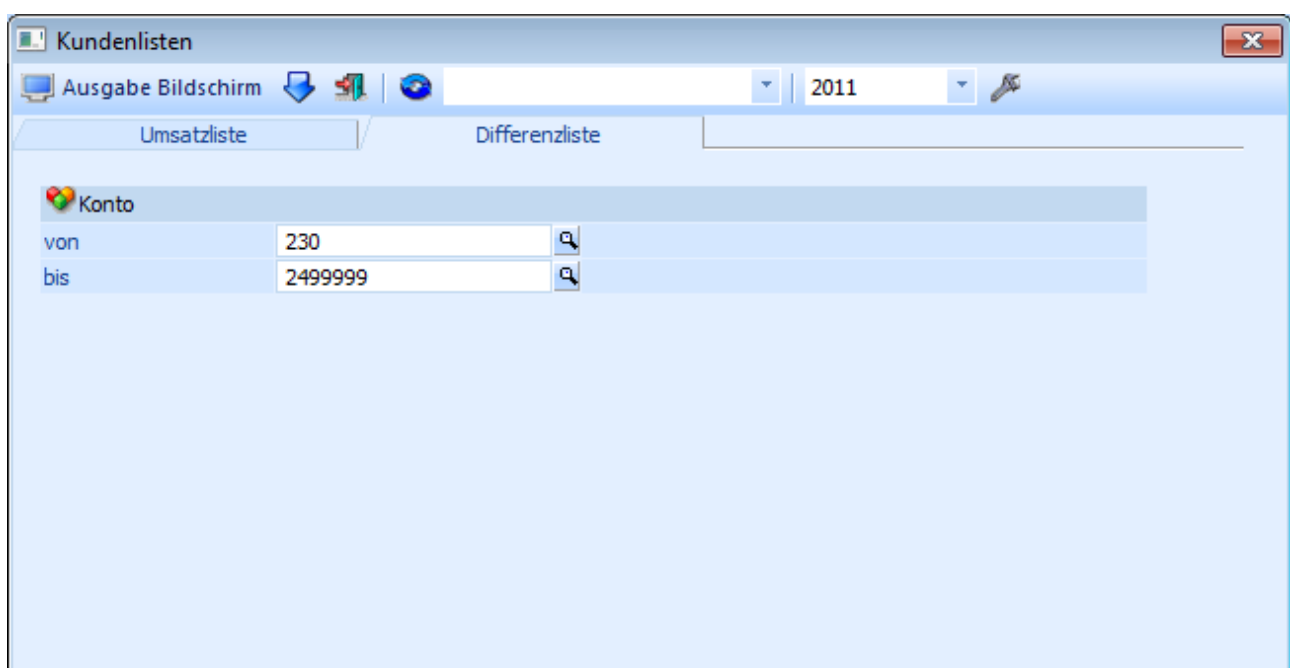 Kundenlisten
Ausgabe Bildschirm 2011
Umsatzliste Differenzliste
Konto
von 230
bis 2499999